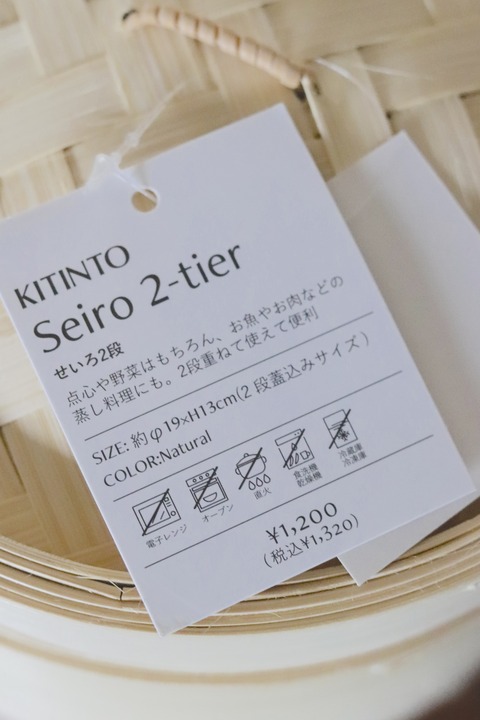 KITINTO
Seiro 2-tier
せいろ2段
点心や野菜はもちろん、お魚やお肉などの
蒸し料理にも。2段重ねて使えて便利
SIZE: 約φ19×H13cm(2段蓋込みサイズ)
COLOR:Natural
電子レンジ
オーブン
直火
食洗機
乾燥機
冷蔵庫
冷凍庫
¥1,200
(税込¥1,320)